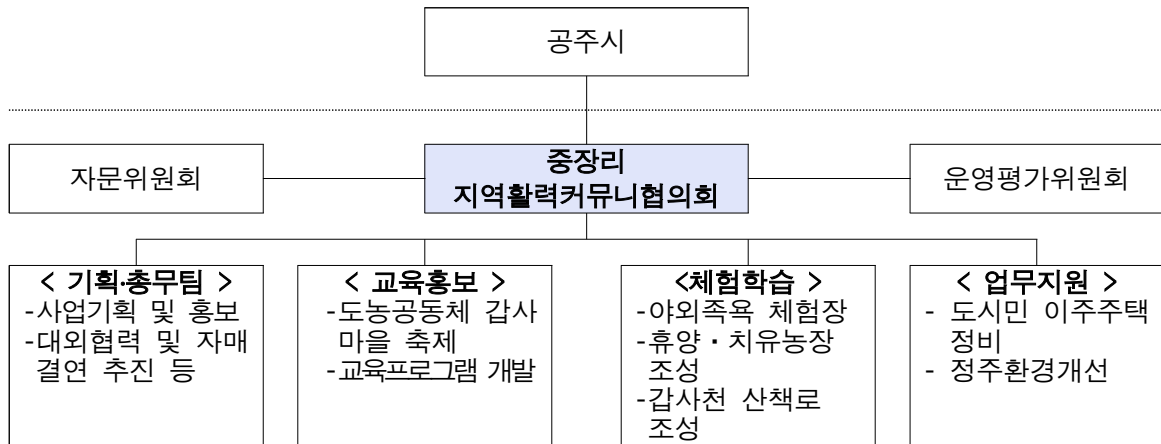 공주시
자문위원회
중장리
지역활력커뮤니협의회
운영평가위원회
< 기획·총무팀 >
-사업기획 및 홍보
-대외협력 및 자매
결연 추진 등
< 교육홍보 >
-도농공동체 갑사
마을 축제
-교육프로그램 개발
<체험학습 >
-야외족욕 체험장
-휴양·치유농장
조성
-갑사천 산책로
조성
< 업무지원 >
- 도시민 이주주택
정비
- 정주환경개선